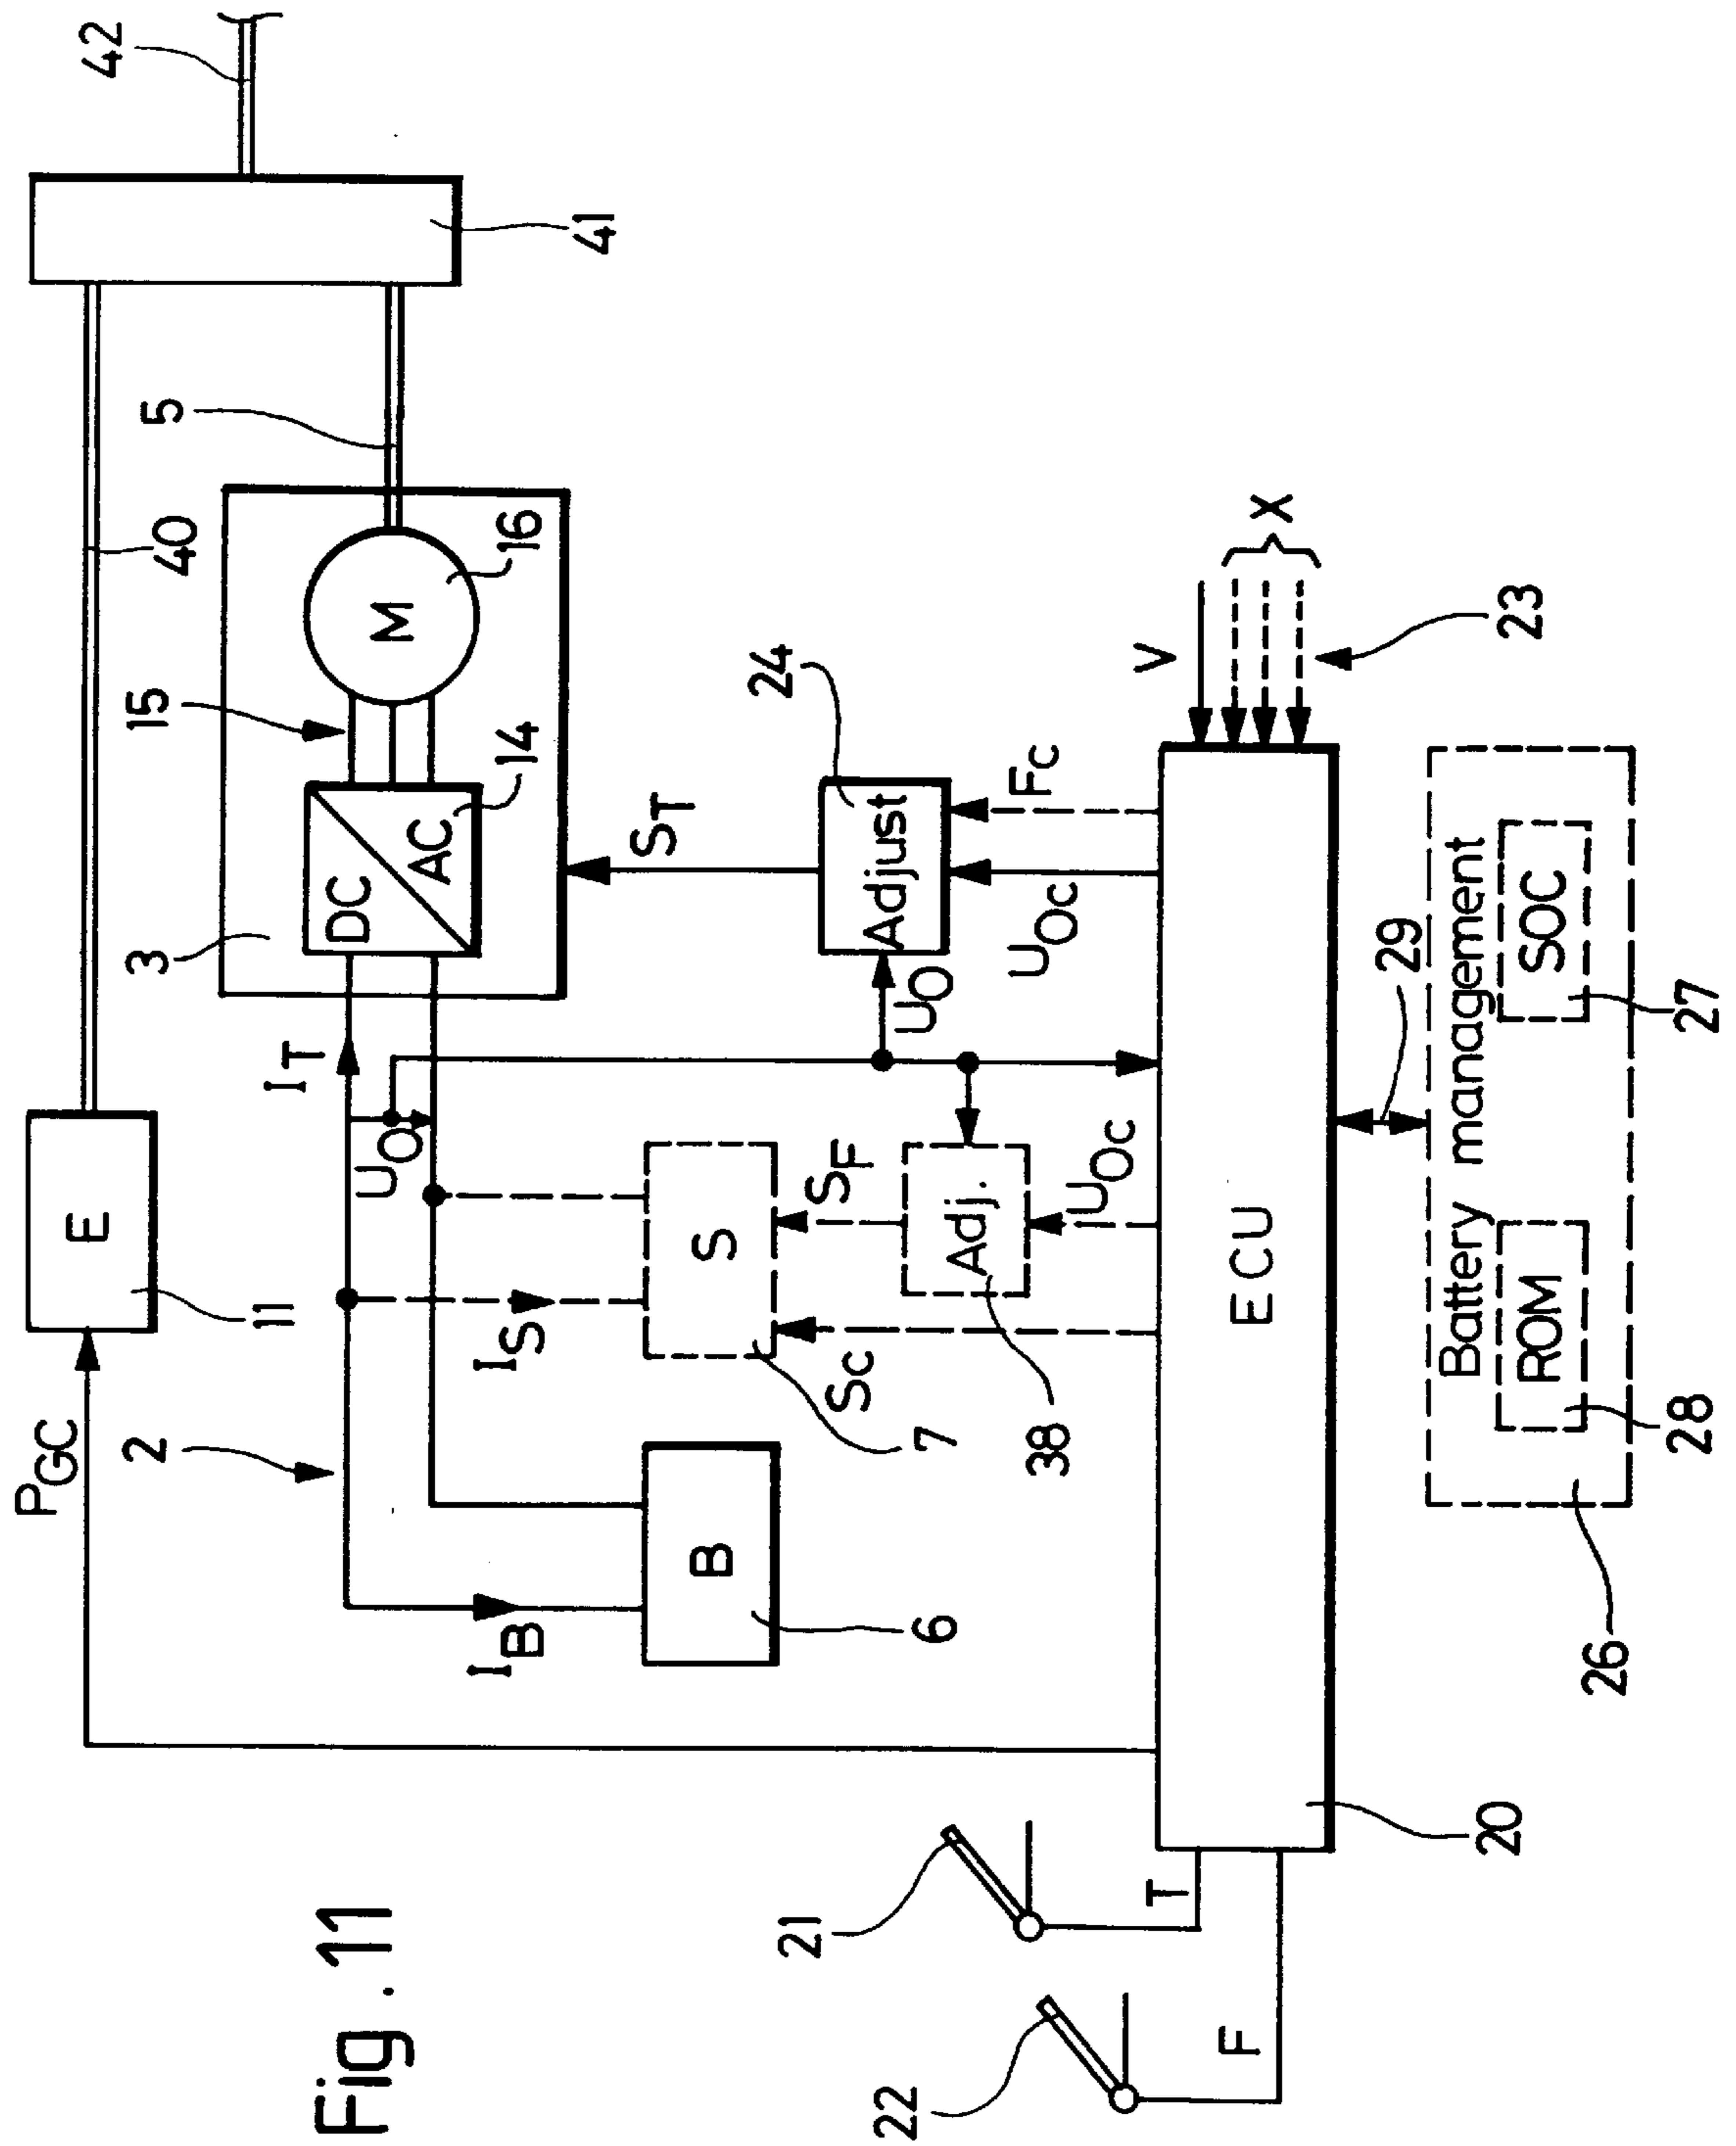 Fig. 11
42
41
40
5
E
11
P_GC
2
3
15
M
16
DC
AC
14
I_T
U_O
I_S
I_B
B
6
S
7
S_C
S_F
Adj.
38
U_Oc
S_T
24
Adjust
U_O
U_Oc
F_C
V
X
23
ECU
20
21
22
T
F
29
Battery management
ROM
SOC
28
27
26